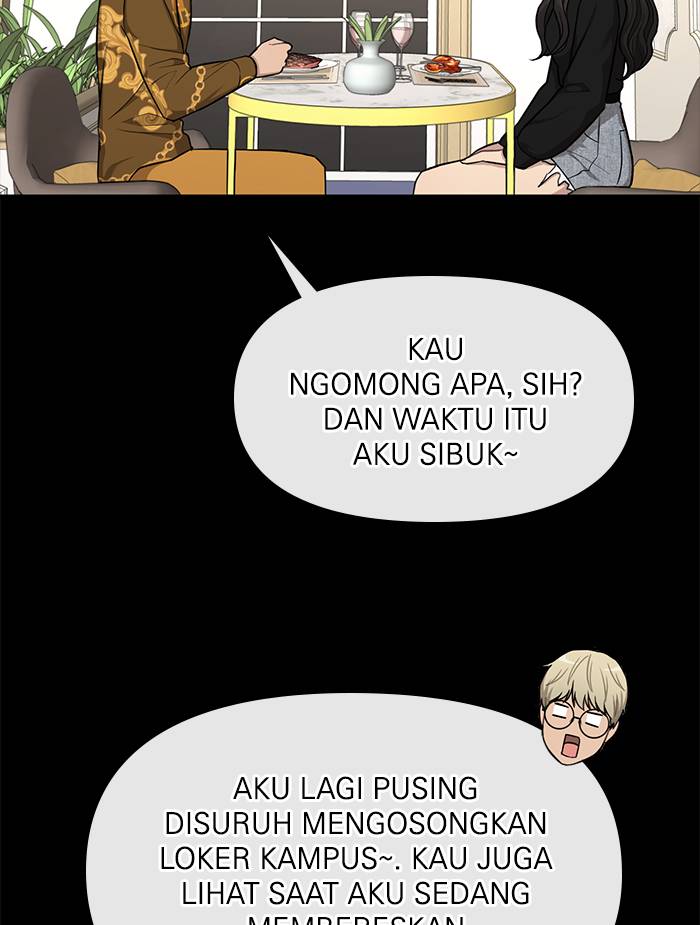 KAU
NGOMONG APA, SIH?
DAN WAKTU ITU
AKU SIBUK~
AKU LAGI PUSING
DISURUH MENGOSONGKAN
LOKER KAMPUS~. KAU JUGA
LIHAT SAAT AKU SEDANG
MEMBERESKAN